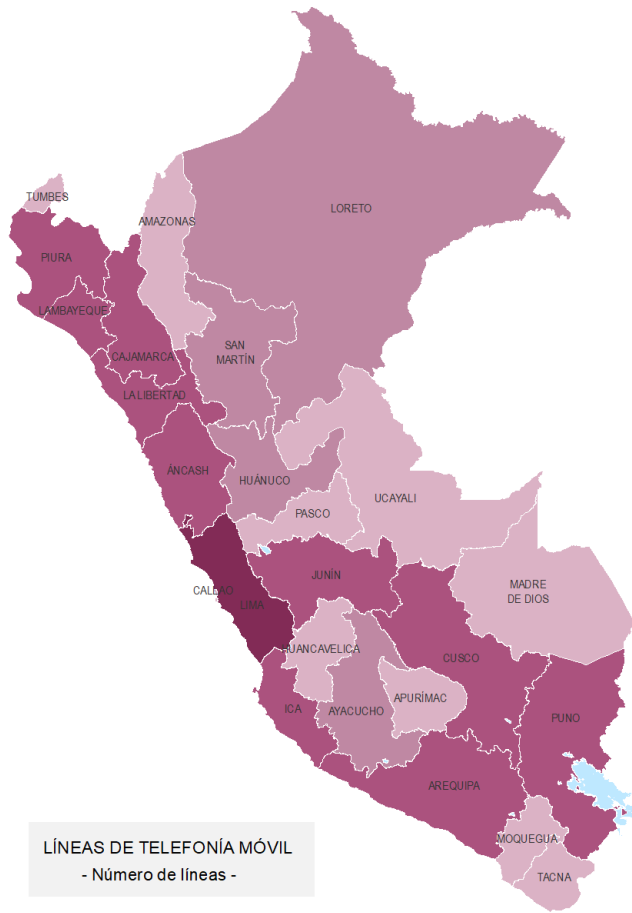 TUMBES
AMAZONAS
LORETO
PIURA
LAMBAYEQUE
CAJAMARCA
SAN
MARTÍN
LA LIBERTAD
ÁNCASH
HUÁNUCO
UCAYALI
PASCO
JUNÍN
MADRE
DE DIOS
CALLAO
LIMA
HUANCAVELICA
CUSCO
APURÍMAC
ICA
AYACUCHO
PUNO
AREQUIPA
MOQUEGUA
TACNA
LÍNEAS DE TELEFONÍA MÓVIL
- Número de líneas -